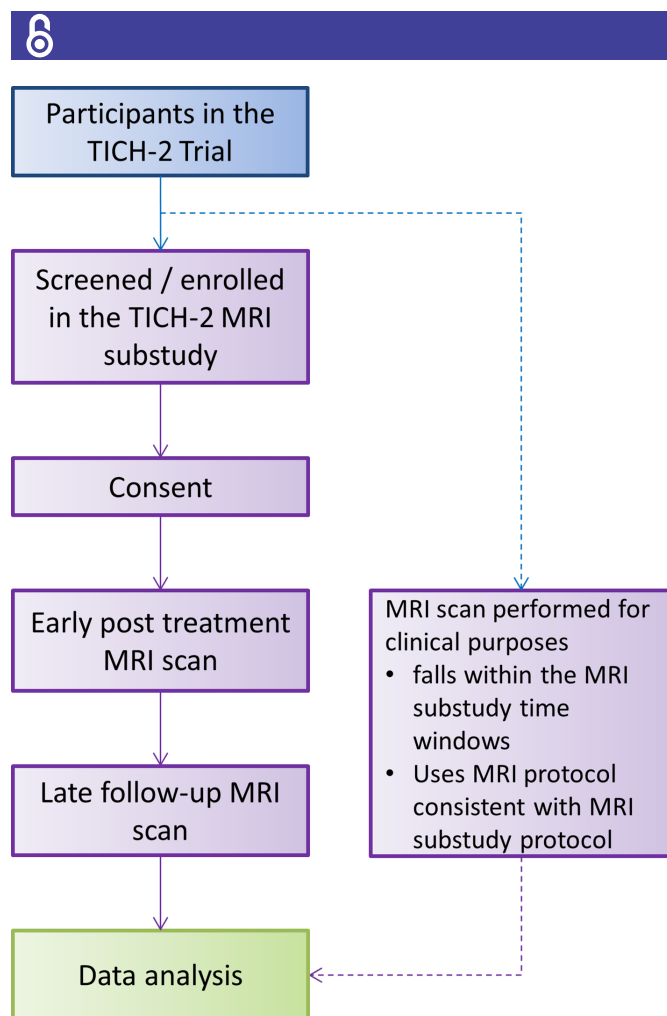 Participants in the
TICH-2 Trial
Screened / enrolled
in the TICH-2 MRI
substudy
Consent
Early post treatment
MRI scan
Late follow-up MRI
scan
Data analysis
MRI scan performed for
clinical purposes
• falls within the MRI
substudy time
windows
• Uses MRI protocol
consistent with MRI
substudy protocol